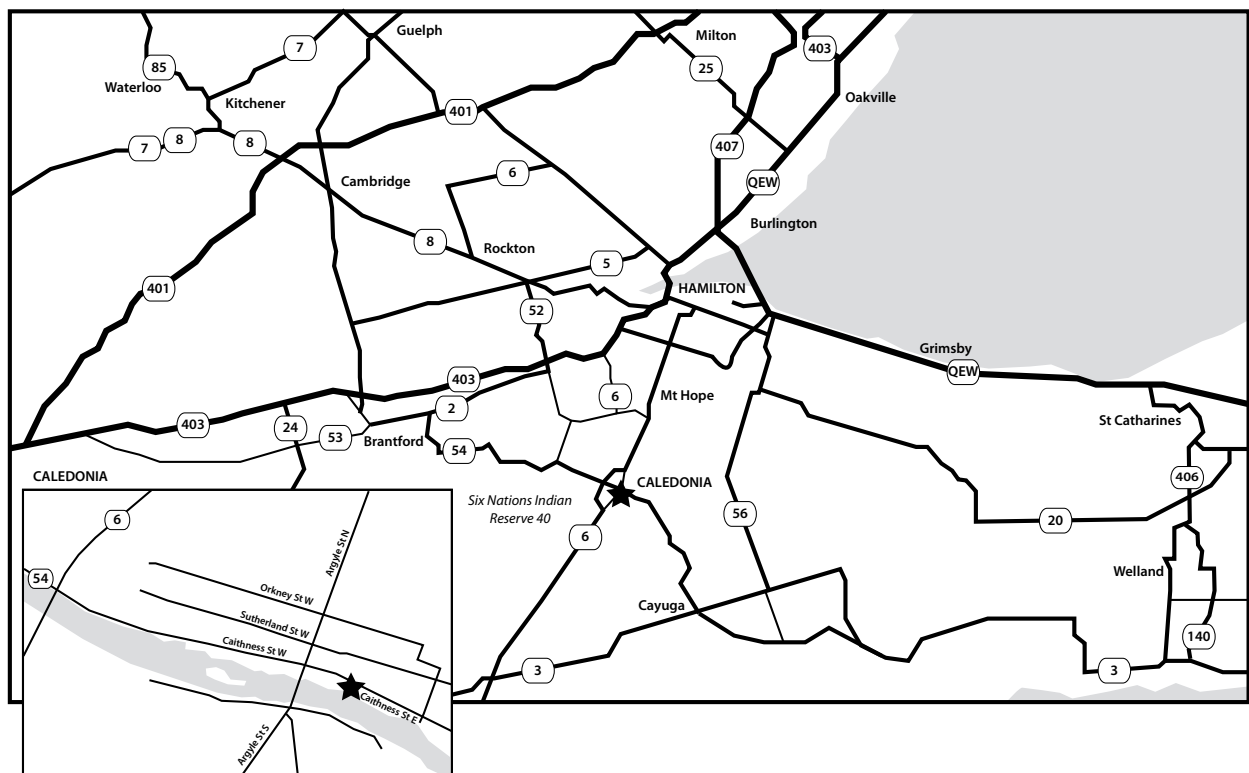 Guelph
Milton
403
7
85
25
Waterloo
Kitchener
Oakville
401
7
8
8
407
6
QEW
Cambridge
Burlington
8
Rockton
5
401
HAMILTON
52
Grimsby
QEW
403
6
Mt Hope
2
403
24
53
Brantford
54
St Catharines
CALEDONIA
406
CALEDONIA
Six Nations Indian
Reserve 40
56
20
6
Welland
Cayuga
140
3
3
6
54
Argyle St N
Orkney St W
Sutherland St W
Caithness St W
Caithness St E
Argyle St S